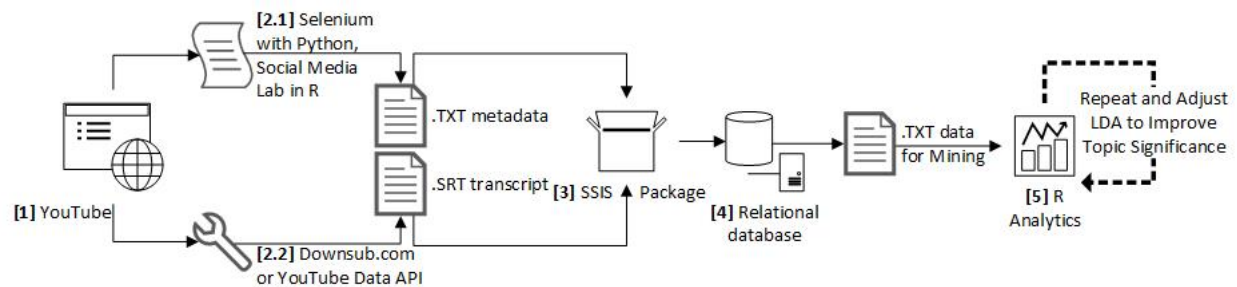 [2.1] Selenium
with Python,
Social Media
Lab in R
.TXT metadata
.SRT transcript
[1] YouTube
[2.2] Downsub.com
or YouTube Data API
[3] SSIS Package
[4] Relational
database
.TXT data
for Mining
Repeat and Adjust
LDA to Improve
Topic Significance
[5] R
Analytics